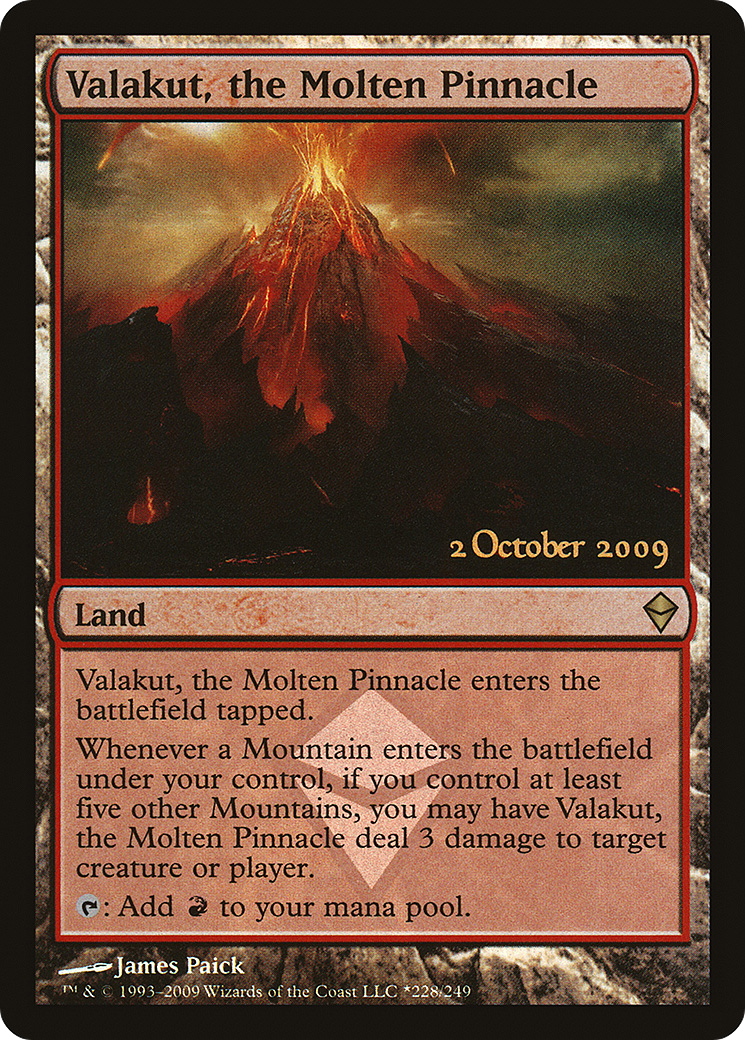 Valakut, the Molten Pinnacle
2 October 2009
Land
Valakut, the Molten Pinnacle enters the
battlefield tapped.
Whenever a Mountain enters the battlefield
under your control, if you control at least
five other Mountains, you may have Valakut,
the Molten Pinnacle deal 3 damage to target
creature or player.
: Add to your mana pool.
James Paick
™ & © 1993–2009 Wizards of the Coast LLC *228/249